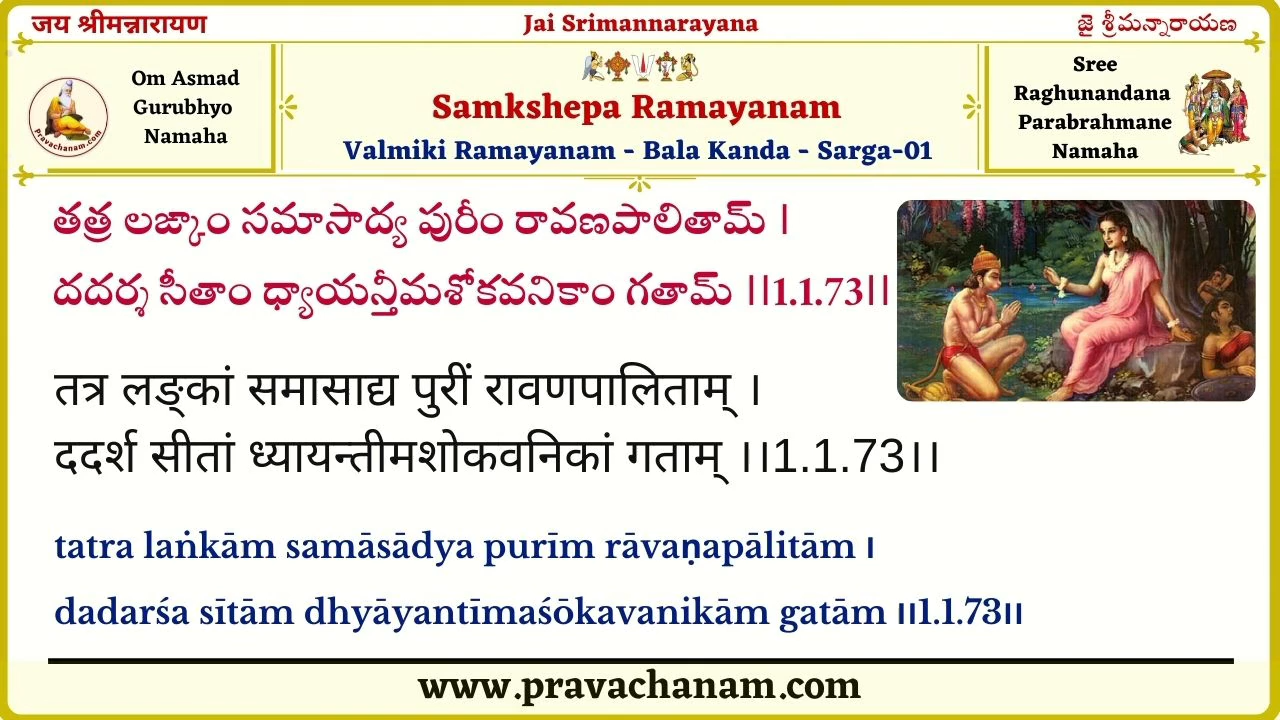 जय श्रीमन्नारायण
Jai Srimannarayana
జై శ్రీమన్నారాయణ
Pravachanam.com
Om Asmad
Gurubhyo
Namaha
Samkshepa Ramayanam
Valmiki Ramayanam - Bala Kanda - Sarga-01
Sree
Raghunandana
Parabrahmane
Namaha
తత్ర లఙ్కాం సమాసాద్య పురీం రావణపాలితామ్ ।
దదర్శ సీతాం ధ్యాయన్తీమశోకవనికాం గతామ్ ।।1.1.73।।
तत्र लङ्कां समासाद्य पुरीं रावणपालिताम् ।
ददर्श सीतां ध्यायन्तीमशोकवनिकां गताम् ।।1.1.73।।
tatra laṅkām samāsādya purīm rāvaṇapālitām ।
dadarśa sītām dhyāyantīmaśōkavanikām gatām ।।1.1.73।।
www.pravachanam.com